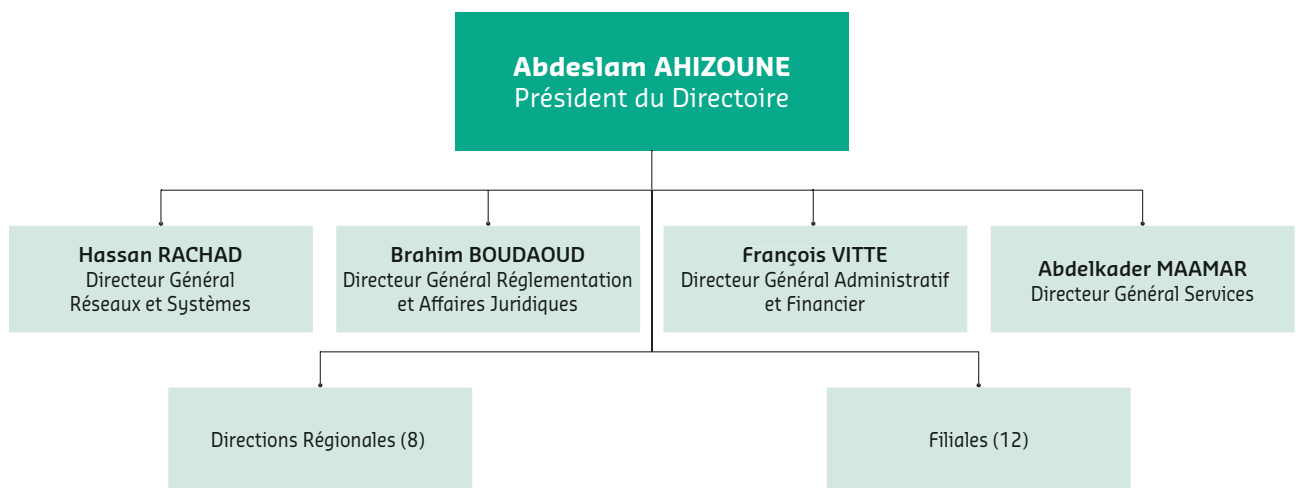 Abdeslam AHIZOUNE
Président du Directoire
Hassan RACHAD
Directeur Général
Réseaux et Systèmes
Brahim BOUDAOUD
Directeur Général Réglementation
et Affaires Juridiques
François VITTE
Directeur Général Administratif
et Financier
Abdelkader MAAMAR
Directeur Général Services
Directions Régionales (8)
Filiales (12)